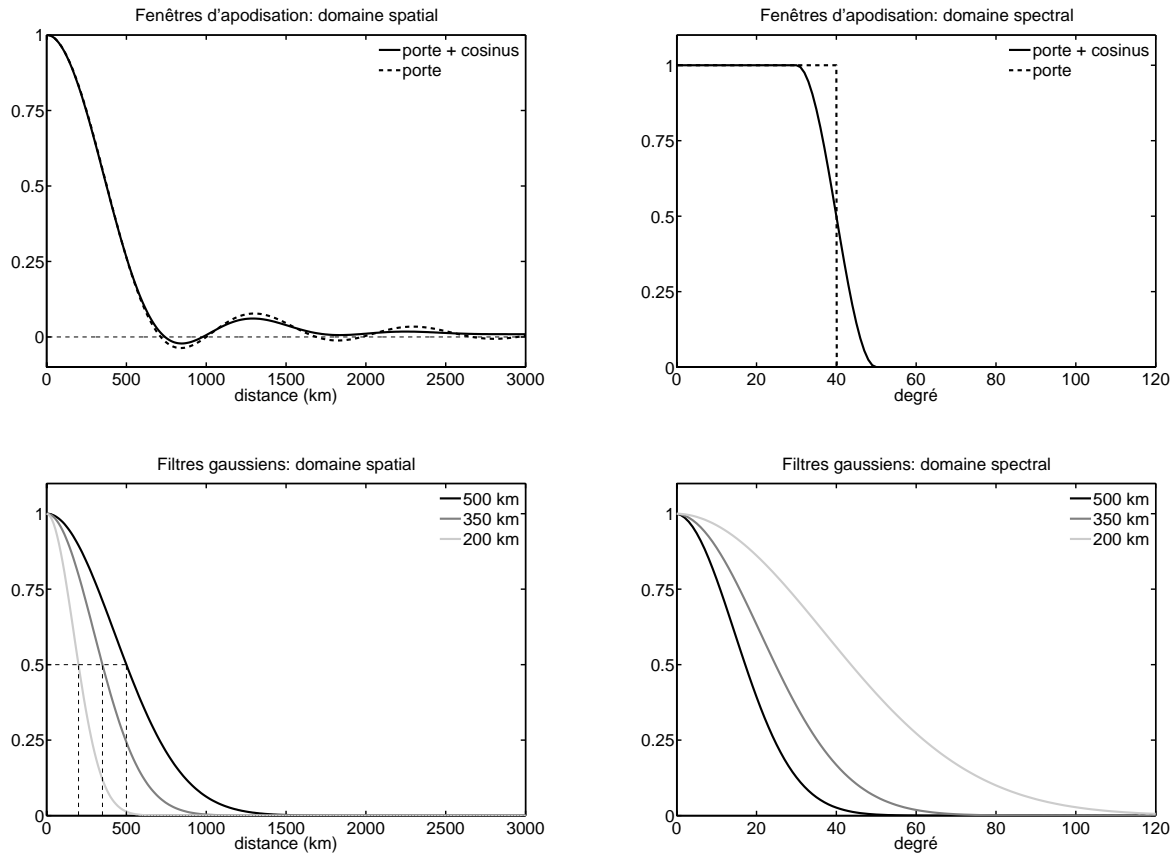 Fenêtres d'apodisation: domaine spatial
porte + cosinus
porte
1
0.75
0.5
0.25
0
0 500 1000 1500 2000 2500 3000
distance (km)
Fenêtres d'apodisation: domaine spectral
porte + cosinus
porte
1
0.75
0.5
0.25
0
0 20 40 60 80 100 120
degré
Filtres gaussiens: domaine spatial
500 km
350 km
200 km
1
0.75
0.5
0.25
0
0 500 1000 1500 2000 2500 3000
distance (km)
Filtres gaussiens: domaine spectral
500 km
350 km
200 km
1
0.75
0.5
0.25
0
0 20 40 60 80 100 120
degré